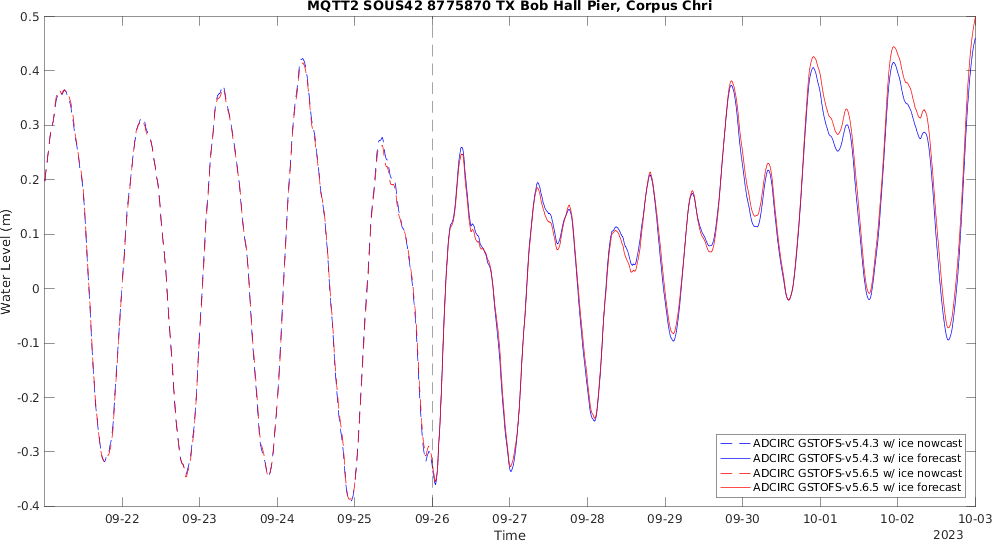 MQTT2 SOUS42 8775870 TX Bob Hall Pier, Corpus Chri
0.5
0.4
0.3
0.2
0.1
0
-0.1
-0.2
-0.3
-0.4
Water Level (m)
ADCIRC GSTOFS-v5.4.3 w/ ice nowcast
ADCIRC GSTOFS-v5.4.3 w/ ice forecast
ADCIRC GSTOFS-v5.6.5 w/ ice nowcast
ADCIRC GSTOFS-v5.6.5 w/ ice forecast
09-22 09-23 09-24 09-25 09-26 09-27 09-28 09-29 09-30 10-01 10-02 10-03
Time
2023